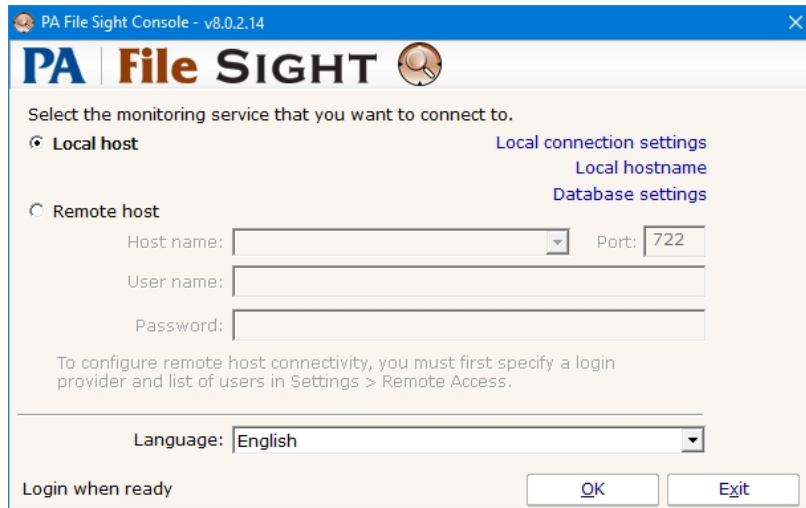 PA File Sight Console - v8.0.2.14
PA File SIGHT
Select the monitoring service that you want to connect to.
Local host
Local connection settings
Local hostname
Database settings
Remote host
Host name:
Port: 722
User name:
Password:
To configure remote host connectivity, you must first specify a login
provider and list of users in Settings > Remote Access.
Language: English
Login when ready
OK
Exit